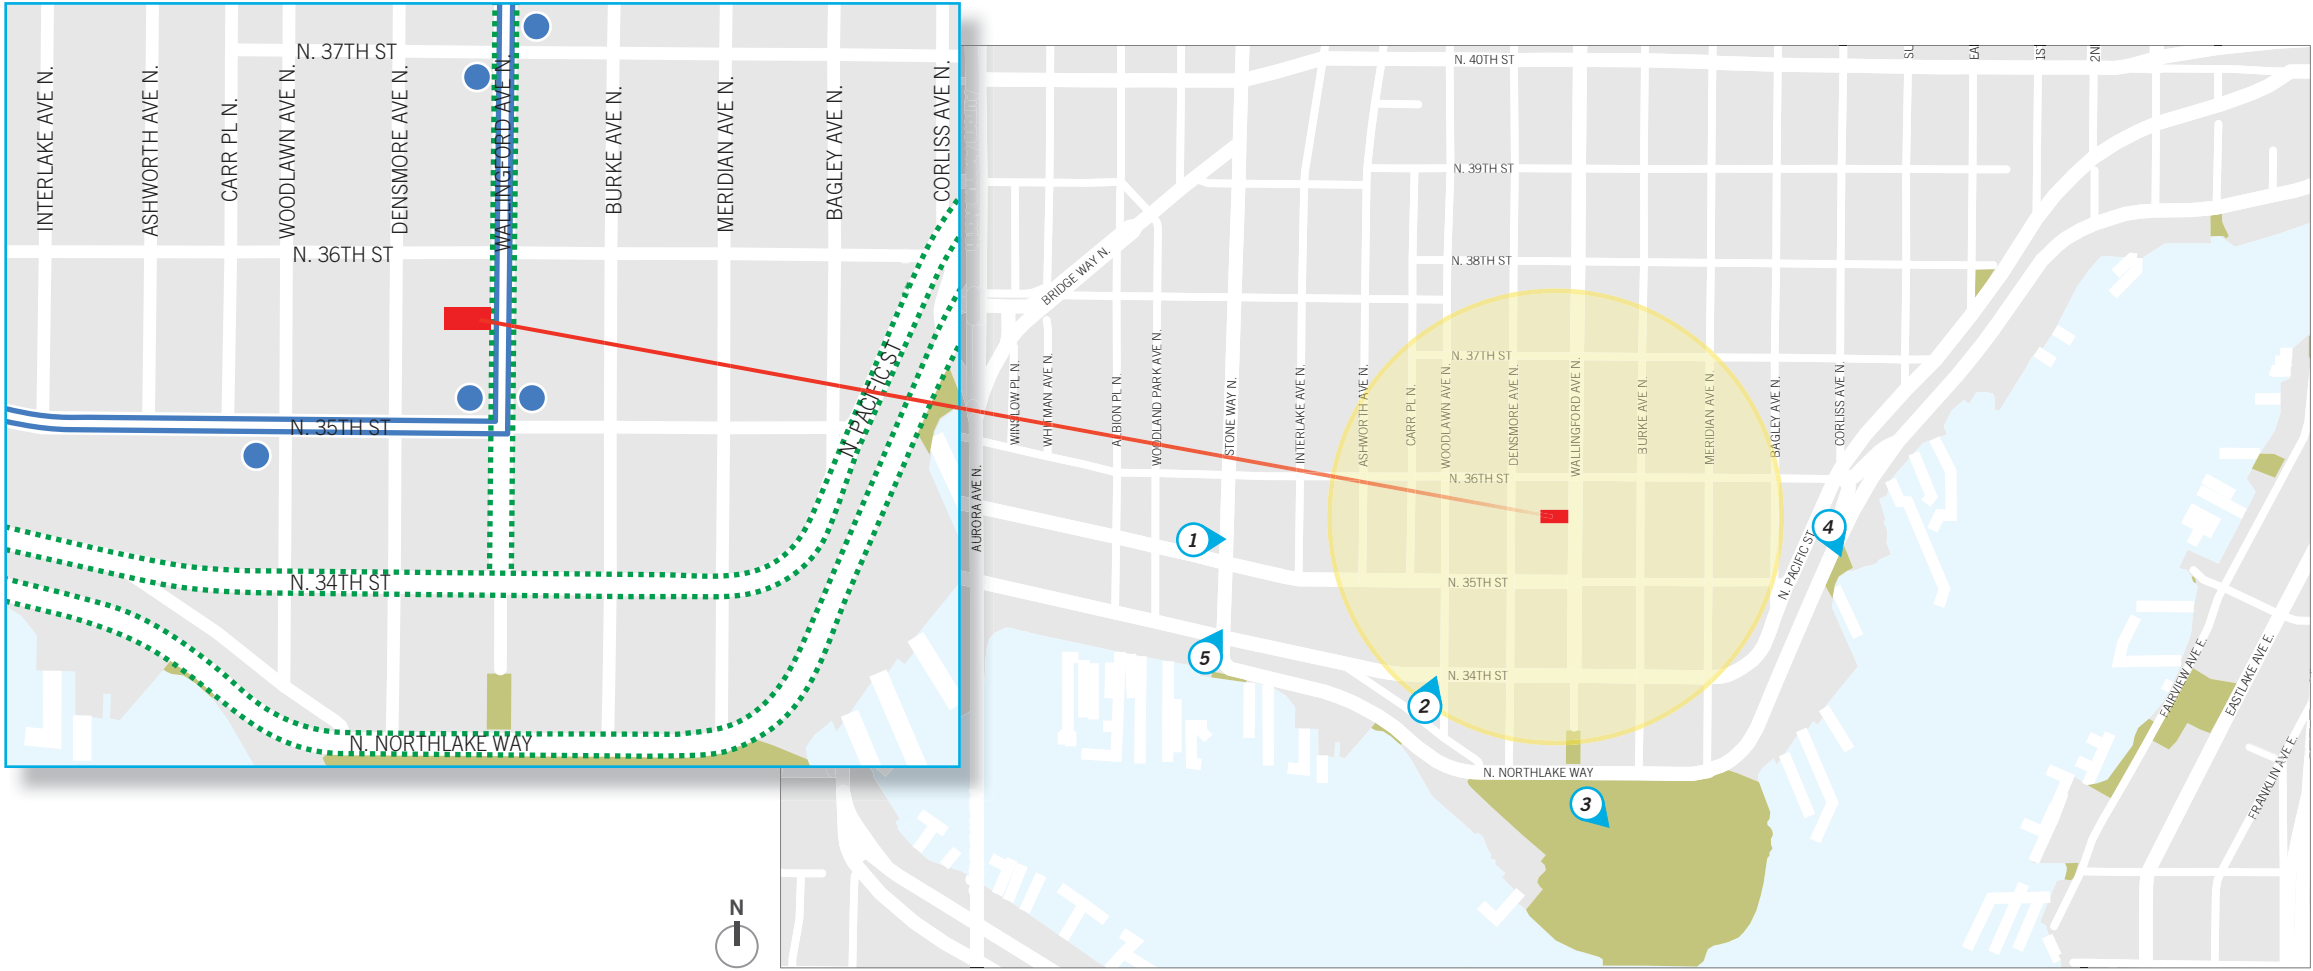 N. 37TH ST
INTERLAKE AVE N.
ASHWORTH AVE N.
CARR PL N.
WOODLAWN AVE N.
DENSMORE AVE N.
WALLINGFORD AVE N.
BURKE AVE N.
MERIDIAN AVE N.
BAGLEY AVE N.
CORLISS AVE N.
N. 36TH ST
N. PACIFIC ST
N. 35TH ST
N. 34TH ST
N. NORTHLAKE WAY
N. 40TH ST
EA
1ST
2N
N. 39TH ST
N. 38TH ST
BRIDGE WAY N.
N. 37TH ST
WINSLOW PL N.
WHITMAN AVE N.
ALBION PL N.
WOODLAND PARK AVE N.
STONE WAY N.
INTERLAKE AVE N.
ASHWORTH AVE N.
CARR PL N.
WOODLAWN AVE N.
DENSMORE AVE N.
WALLINGFORD AVE N.
BURKE AVE N.
MERIDIAN AVE N.
BAGLEY AVE N.
CORLISS AVE N.
N. 36TH ST
AURORA AVE N.
1
4
N. PACIFIC ST
N. 35TH ST
5
N. 34TH ST
2
FAIRVIEW AVE E.
EASTLAKE AVE E.
FRANKLIN AVE E.
N. NORTHLAKE WAY
3
N